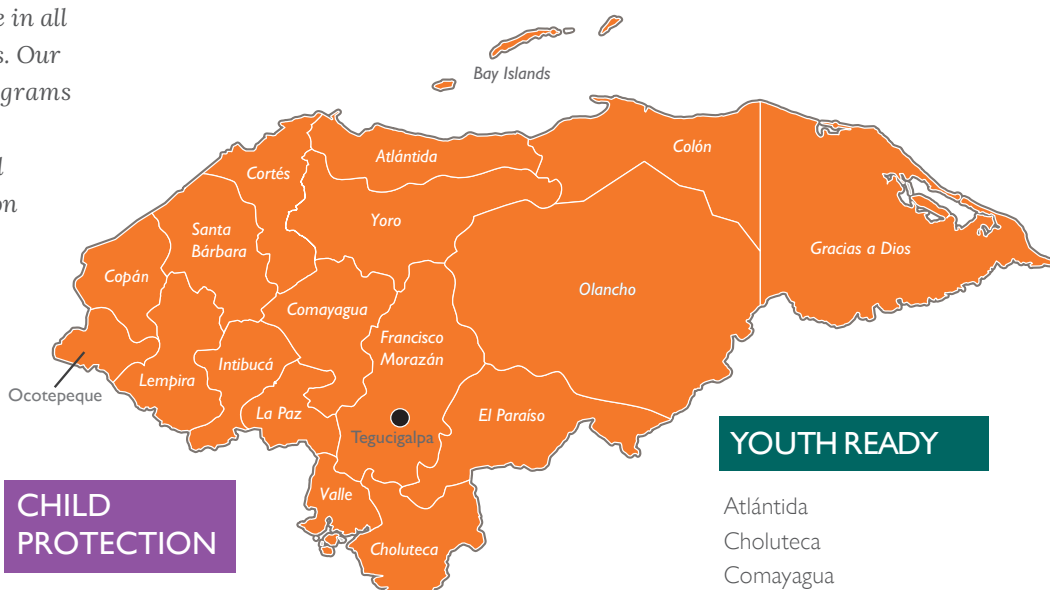 e in all
s. Our
grams
l
on
Bay Islands
Atlántida
Colón
Cortés
Yoro
Santa
Bárbara
Gracias a Dios
Copán
Olancho
Comayagua
Francisco
Morazán
Intibucá
Lempira
Ocotepeque
La Paz
El Paraíso
Tegucigalpa
Valle
Choluteca
CHILD
PROTECTION
YOUTH READY
Atlántida
Choluteca
Comayagua